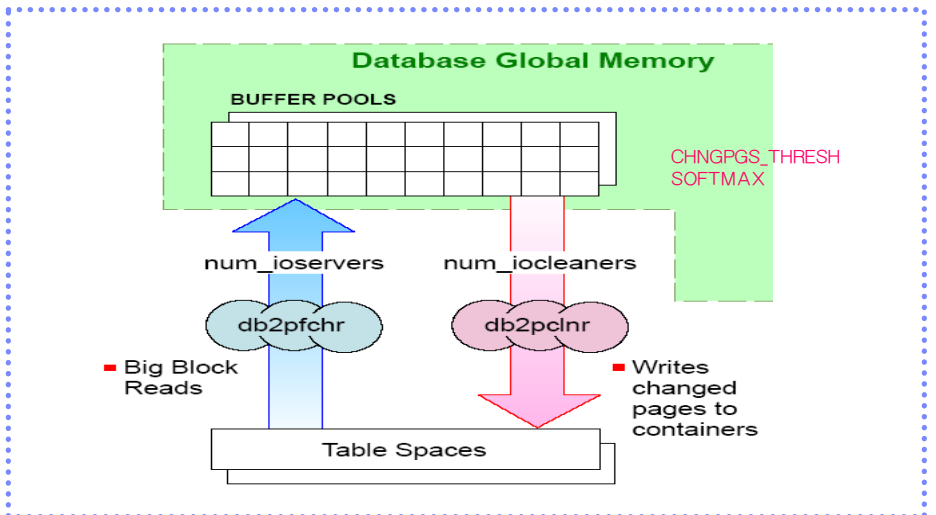 Database Global Memory
BUFFER POOLS
CHNGPGS_THRESH
SOFTMAX
num_ioservers
num_iocleaners
db2pfchr
db2pclnr
Big Block
Reads
Writes
changed
pages to
containers
Table Spaces